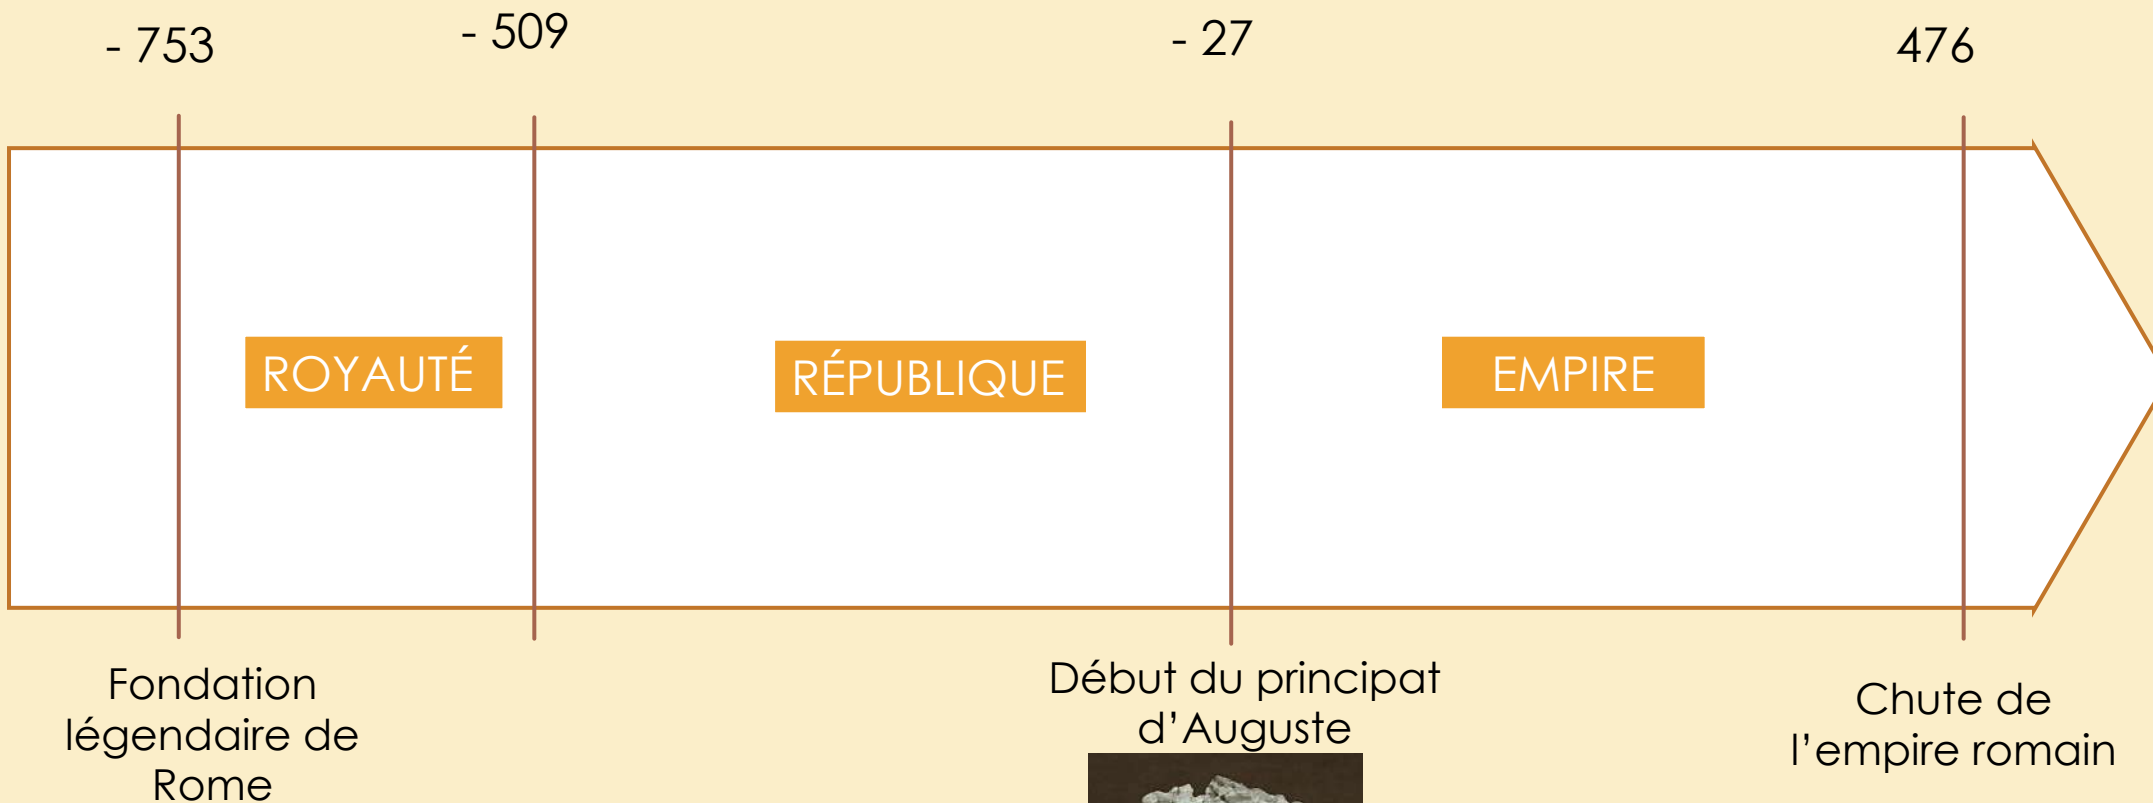 - 753
- 509
- 27
476
ROYAUTÉ
RÉPUBLIQUE
EMPIRE
Fondation
légendaire de
Rome
Début du principat
d’Auguste
Chute de
l’empire romain